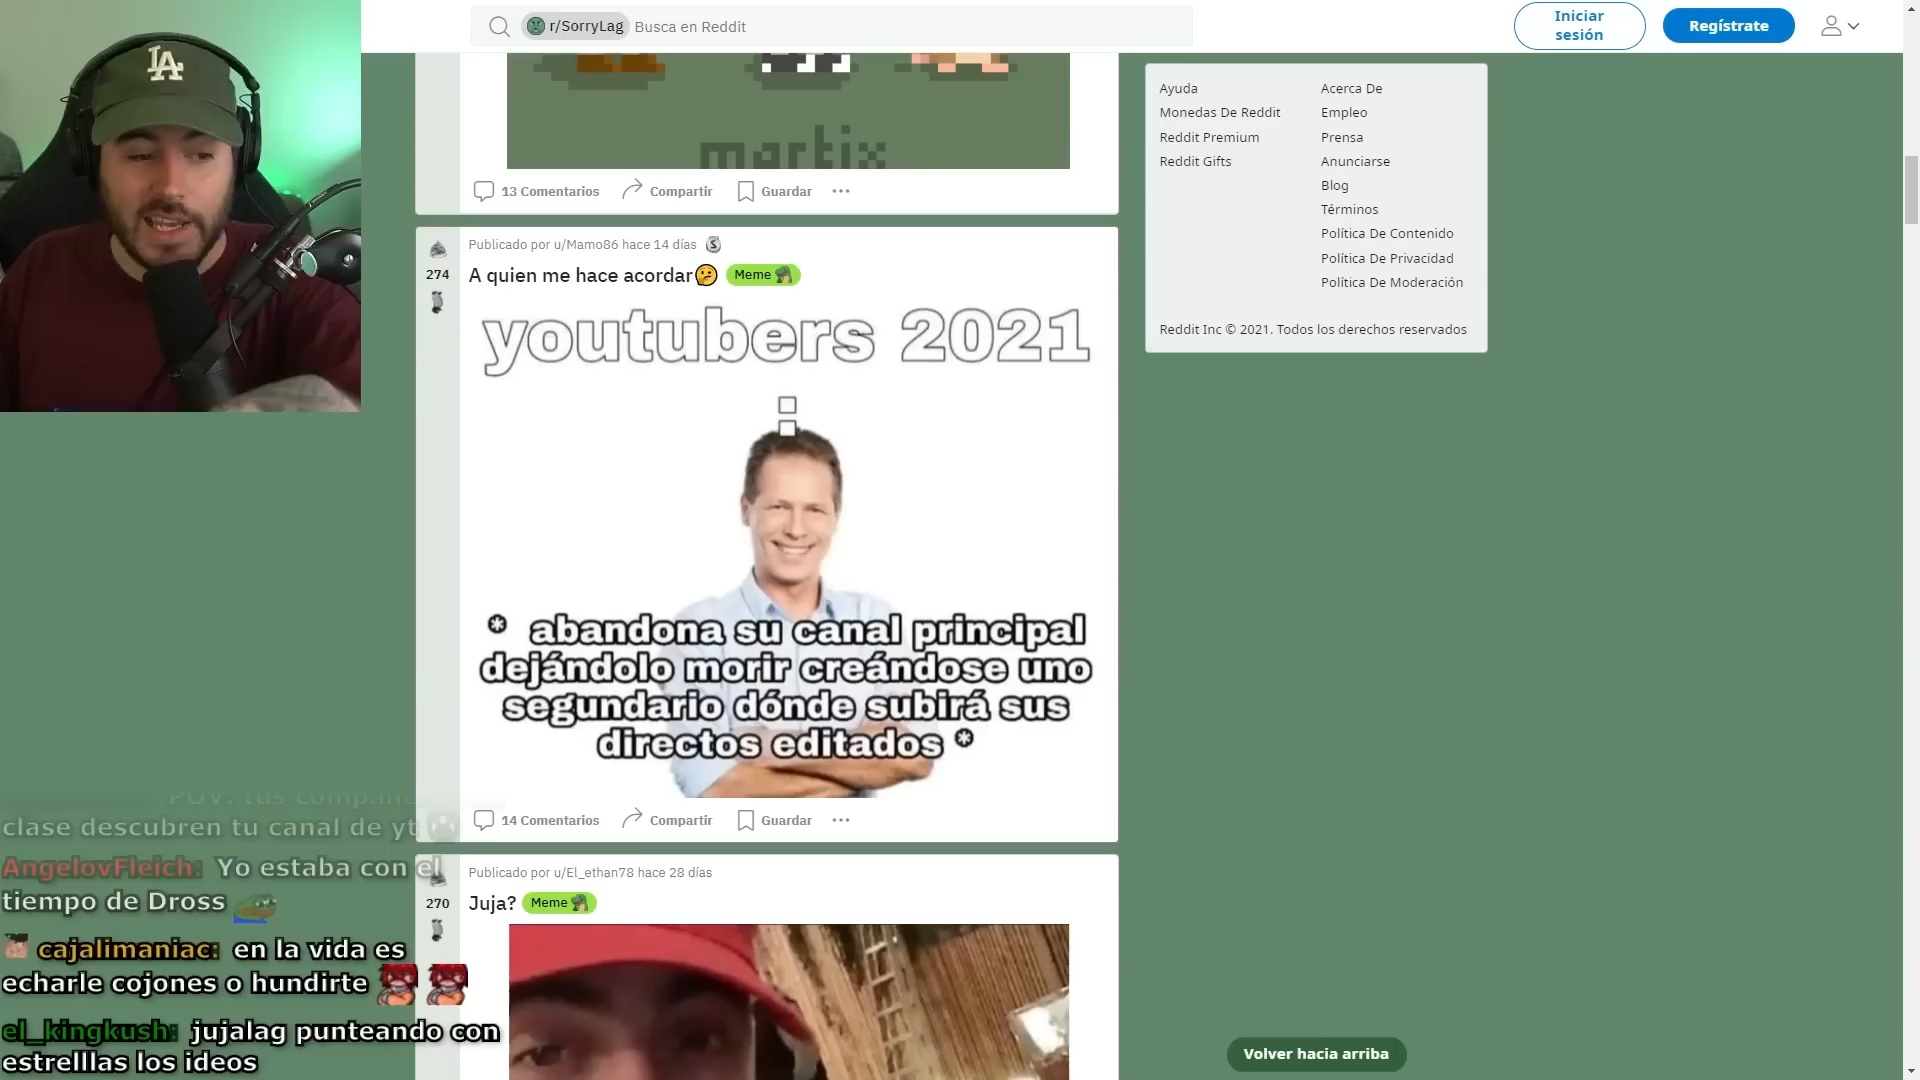 LA
r/SorryLag Busca en Reddit
Iniciar sesión
Regístrate
martix
13 Comentarios Compartir Guardar
Ayuda
Monedas De Reddit
Reddit Premium
Reddit Gifts
Acerca De
Empleo
Prensa
Anunciarse
Blog
Términos
Política De Contenido
Política De Privacidad
Política De Moderación
Reddit Inc © 2021. Todos los derechos reservados
274
Publicado por u/Mamo86 hace 14 días
A quien me hace acordar🤔 Meme
youtubers 2021
:
* abandona su canal principal
dejándolo morir creándose uno
segundario dónde subirá sus
directos editados *
14 Comentarios Compartir Guardar
270
Publicado por u/El_ethan78 hace 28 días
Juja? Meme
POV: tus
clase descubren tu canal de yt
AngelovFleich: Yo estaba con el
tiempo de Dross
cajalimaniac: en la vida es
echarle cojones o hundirte
el_kingkush: jujalag punteando con
estrelllas los ideos
Volver hacia arriba